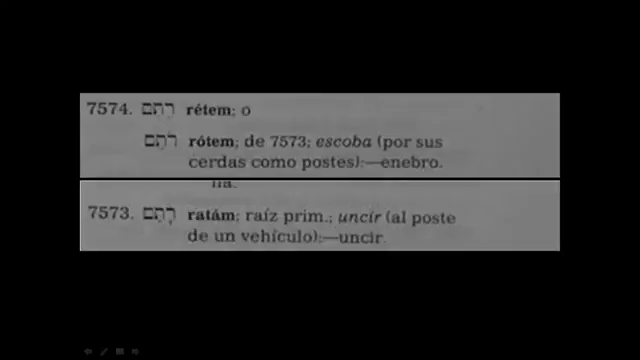 7574. רֶתֶם rétem; o
רֹתֶם rótem; de 7573; escoba (por sus
cerdas como postes):—enebro.
7573. רָתַם ratám; raíz prim.; uncir (al poste
de un vehículo):—uncir.